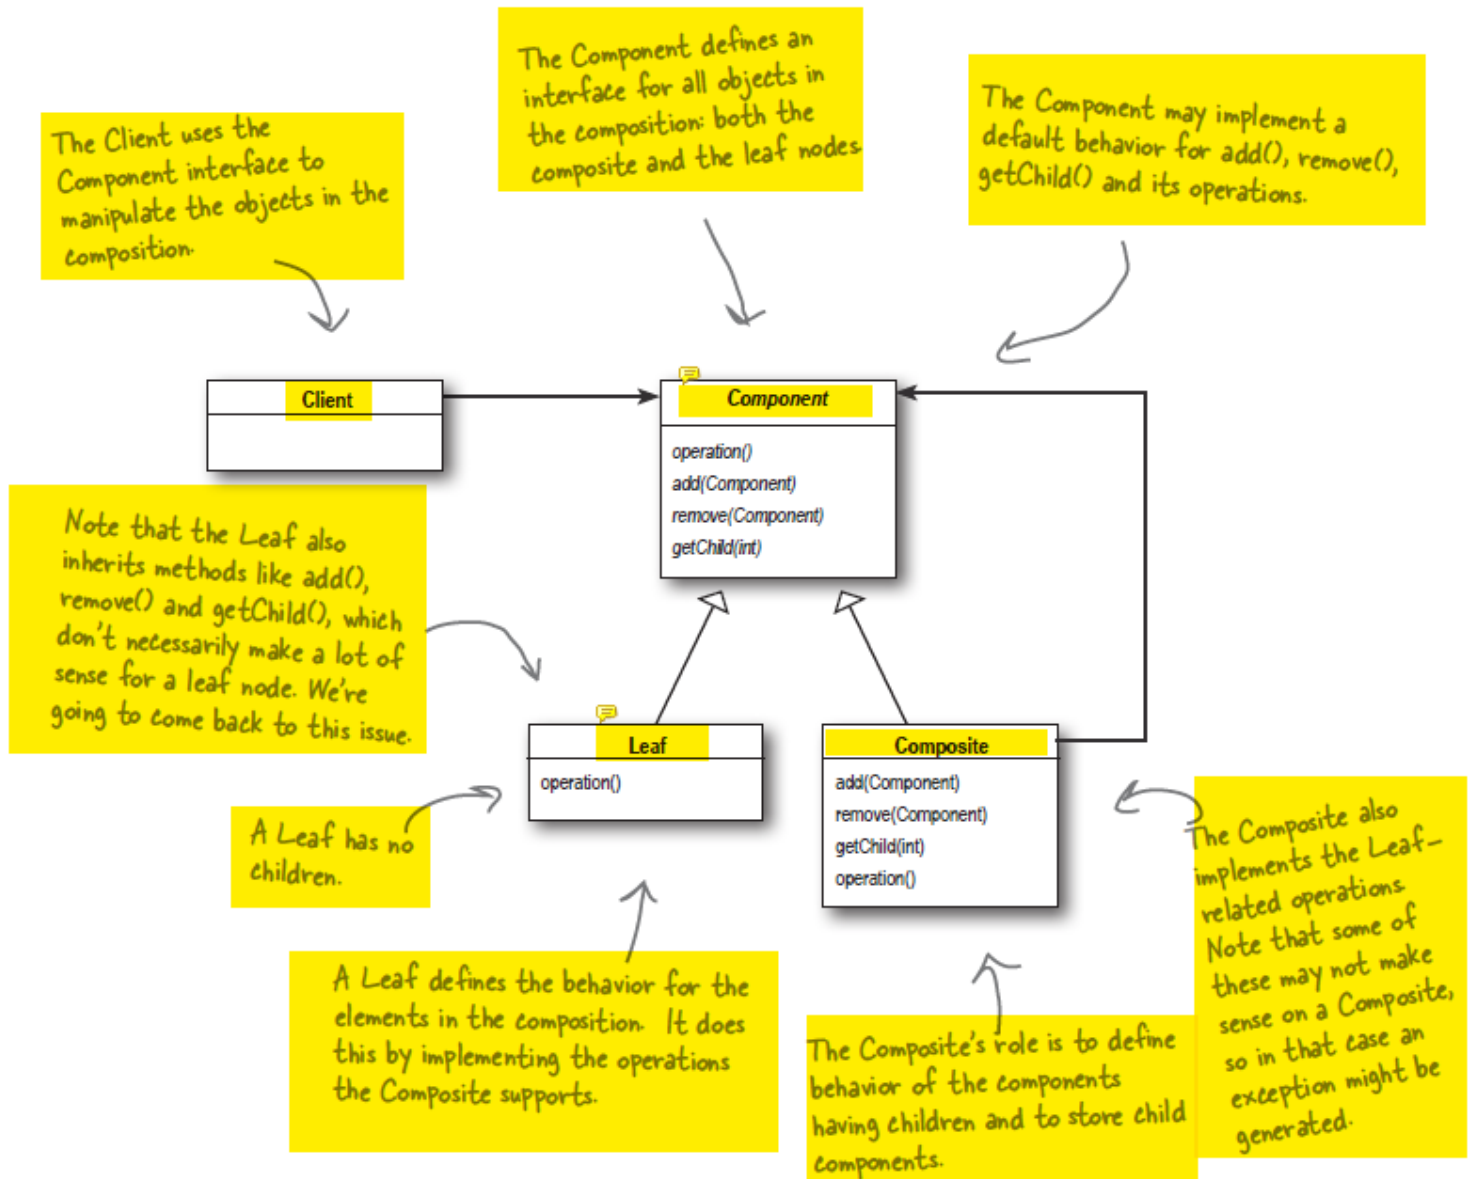 The Component defines an
interface for all objects in
the composition: both the
composite and the leaf nodes.
The Component may implement a
default behavior for add(), remove(),
getChild() and its operations.
The Client uses the
Component interface to
manipulate the objects in the
composition.
Client
Component
operation()
add(Component)
remove(Component)
getChild(int)
Note that the Leaf also
inherits methods like add(),
remove() and getChild(), which
don't necessarily make a lot of
sense for a leaf node. We're
going to come back to this issue.
Leaf
operation()
Composite
add(Component)
remove(Component)
getChild(int)
operation()
A Leaf has no
children.
The Composite also
implements the Leaf-
related operations.
Note that some of
these may not make
sense on a Composite,
so in that case an
exception might be
generated.
A Leaf defines the behavior for the
elements in the composition. It does
this by implementing the operations
the Composite supports.
The Composite's role is to define
behavior of the components
having children and to store child
components.